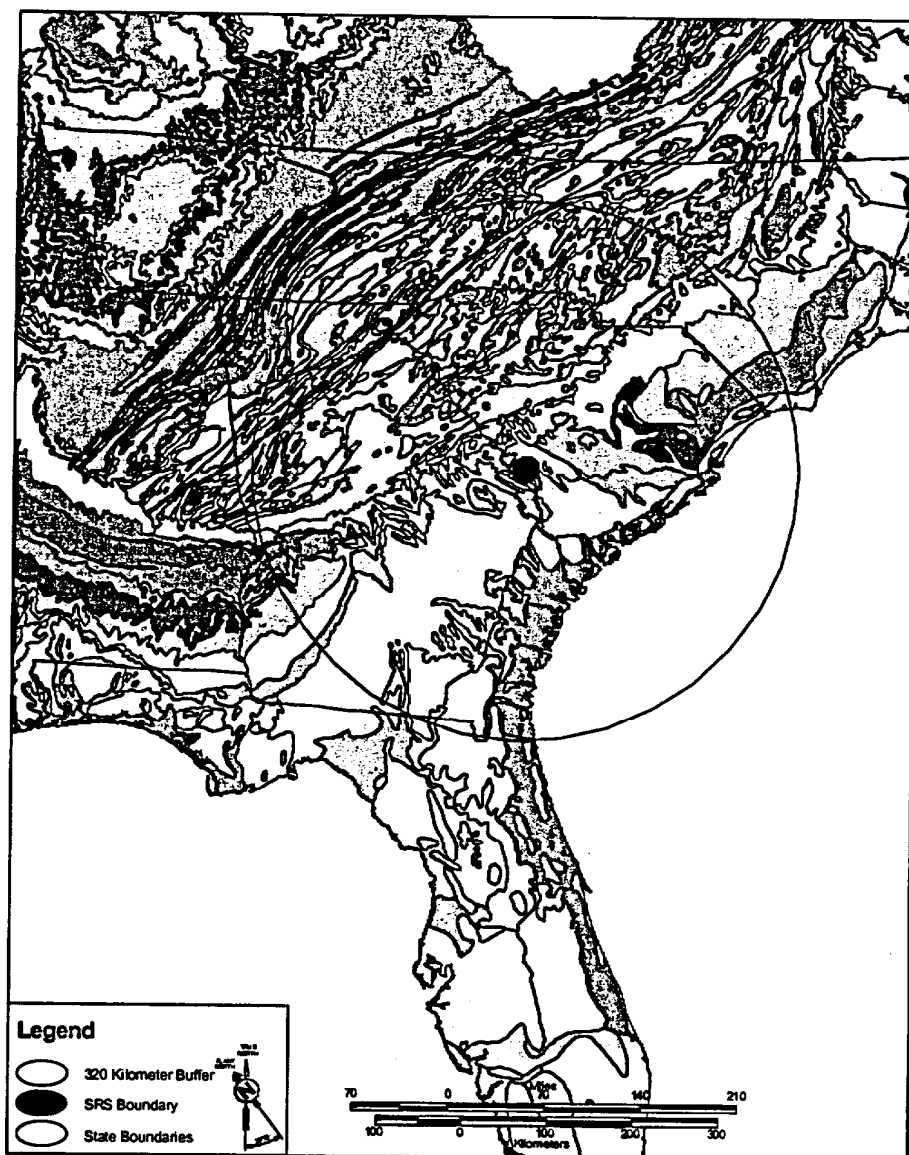 Legend
320 Kilometer Buffer
SRS Boundary
State Boundaries
70 0 70 140 210
Miles
100 0 100 200 300
Kilometers